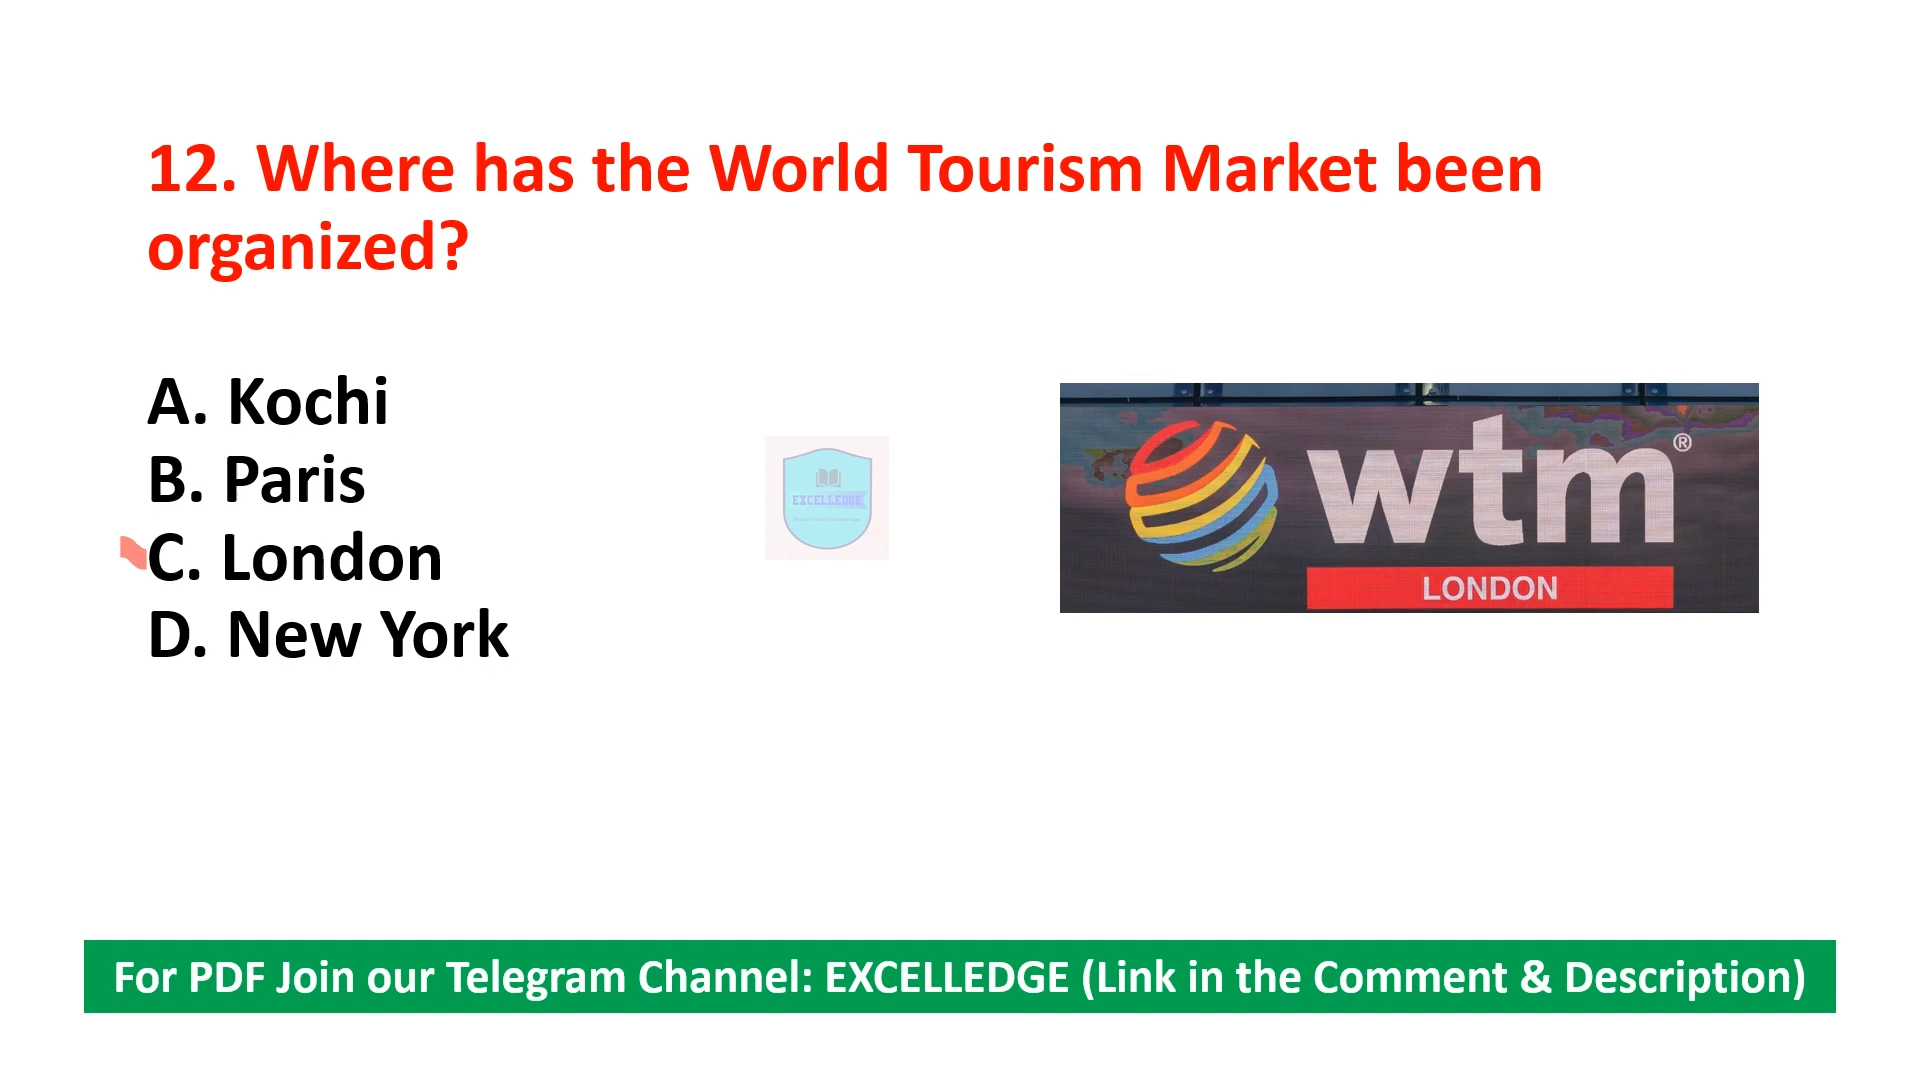 12. Where has the World Tourism Market been
organized?
A. Kochi
B. Paris
C. London
D. New York
EXCELLEDGE
wtm®
LONDON
For PDF Join our Telegram Channel: EXCELLEDGE (Link in the Comment & Description)